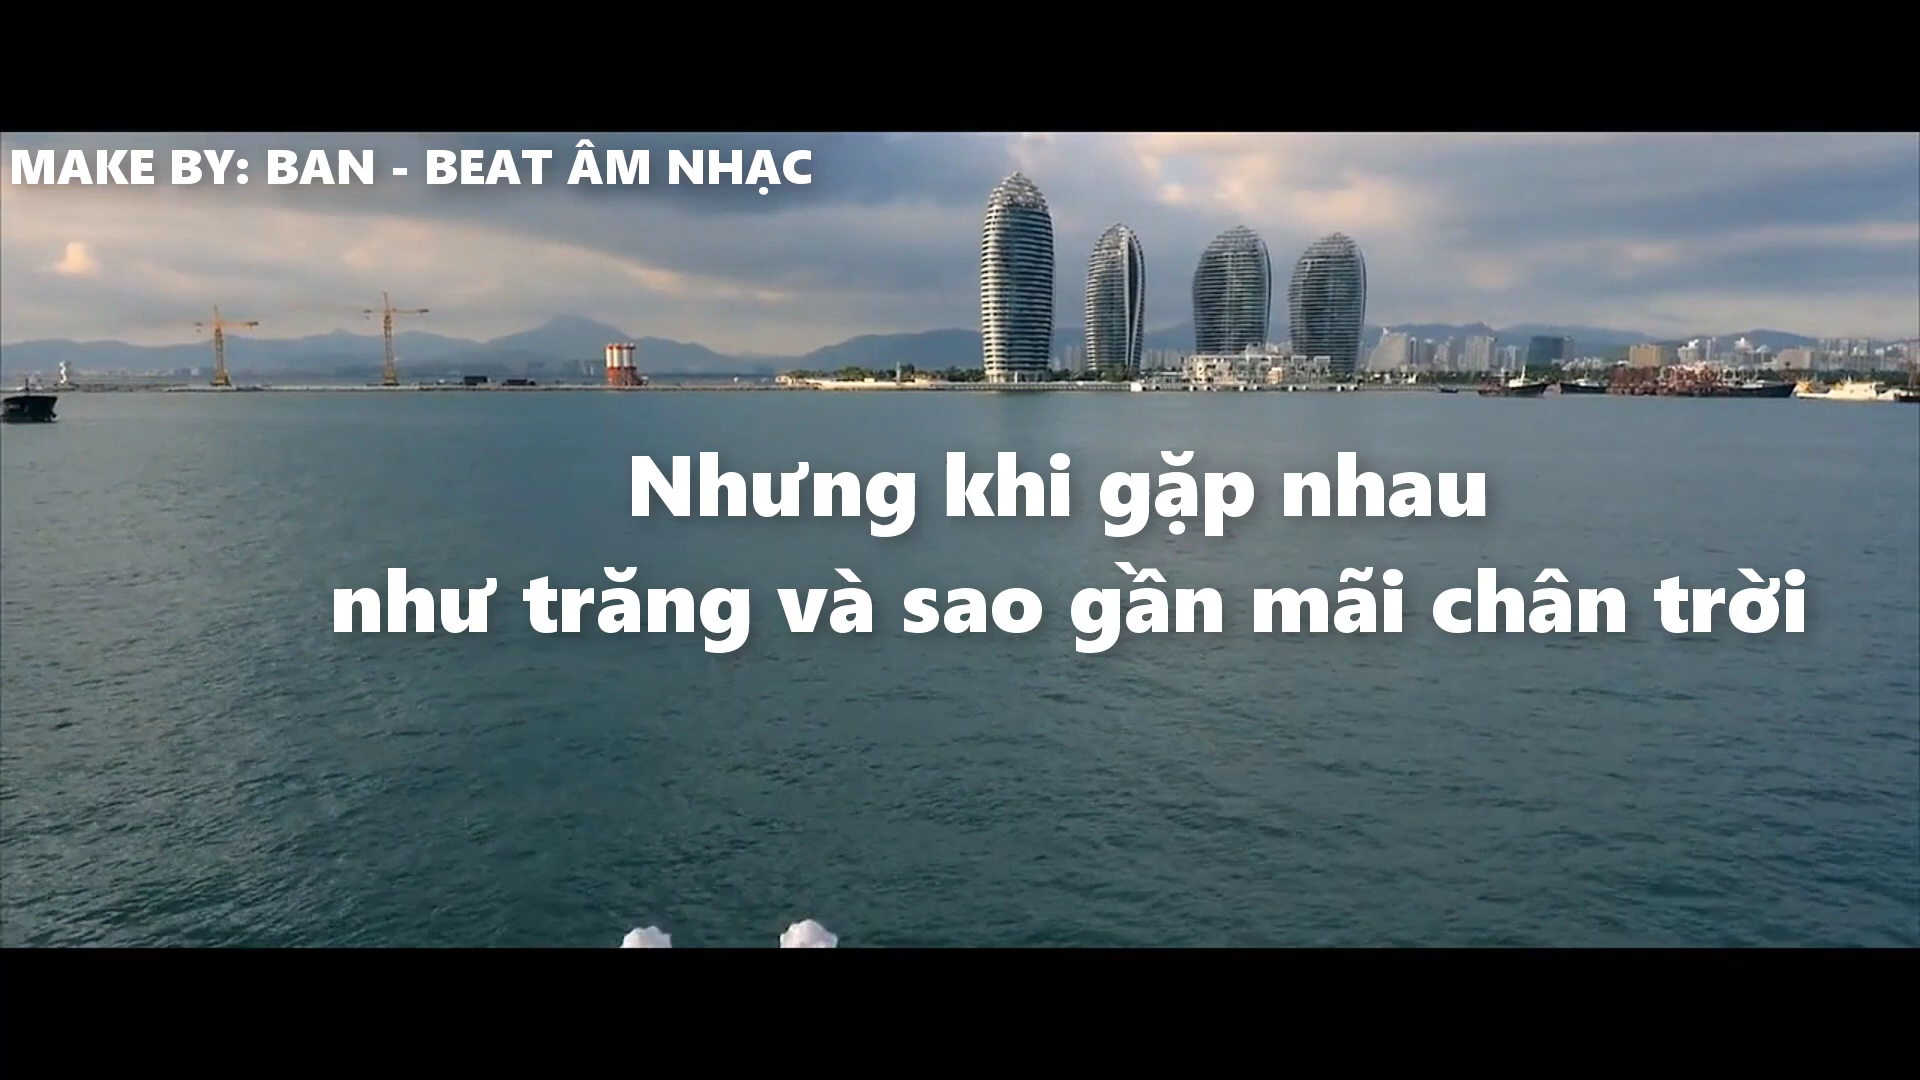 MAKE BY: BAN - BEAT ÂM NHẠC
Nhưng khi gặp nhau
như trăng và sao gần mãi chân trời